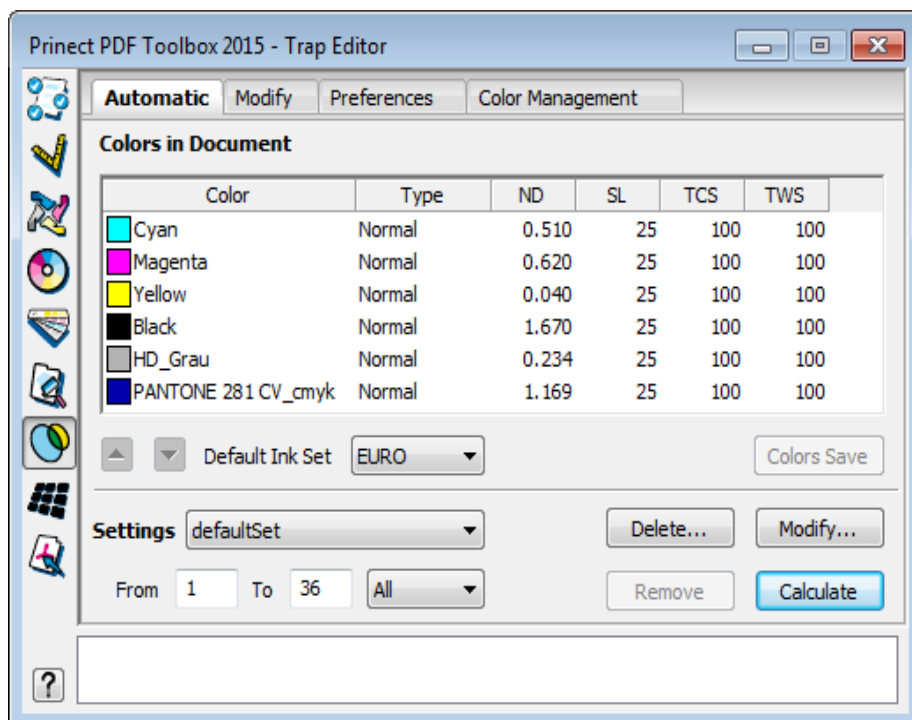 Prinect PDF Toolbox 2015 - Trap Editor
Automatic Modify Preferences Color Management
Colors in Document
Color Type ND SL TCS TWS
Cyan Normal 0.510 25 100 100
Magenta Normal 0.620 25 100 100
Yellow Normal 0.040 25 100 100
Black Normal 1.670 25 100 100
HD_Grau Normal 0.234 25 100 100
PANTONE 281 CV_cmyk Normal 1.169 25 100 100
Default Ink Set EURO Colors Save
Settings defaultSet Delete... Modify...
From 1 To 36 All Remove Calculate
?